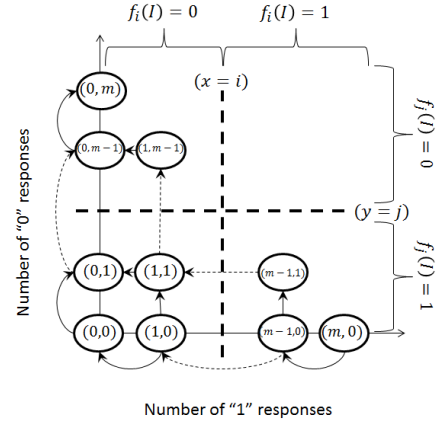 f_i(I) = 0
f_i(I) = 1
(x = i)
(0, m)
(0, m − 1)
(1, m − 1)
f_j(I) = 0
(y = j)
Number of "0" responses
(0,1)
(1,1)
(m − 1,1)
f_j(I) = 1
(0,0)
(1,0)
(m − 1,0)
(m, 0)
Number of "1" responses